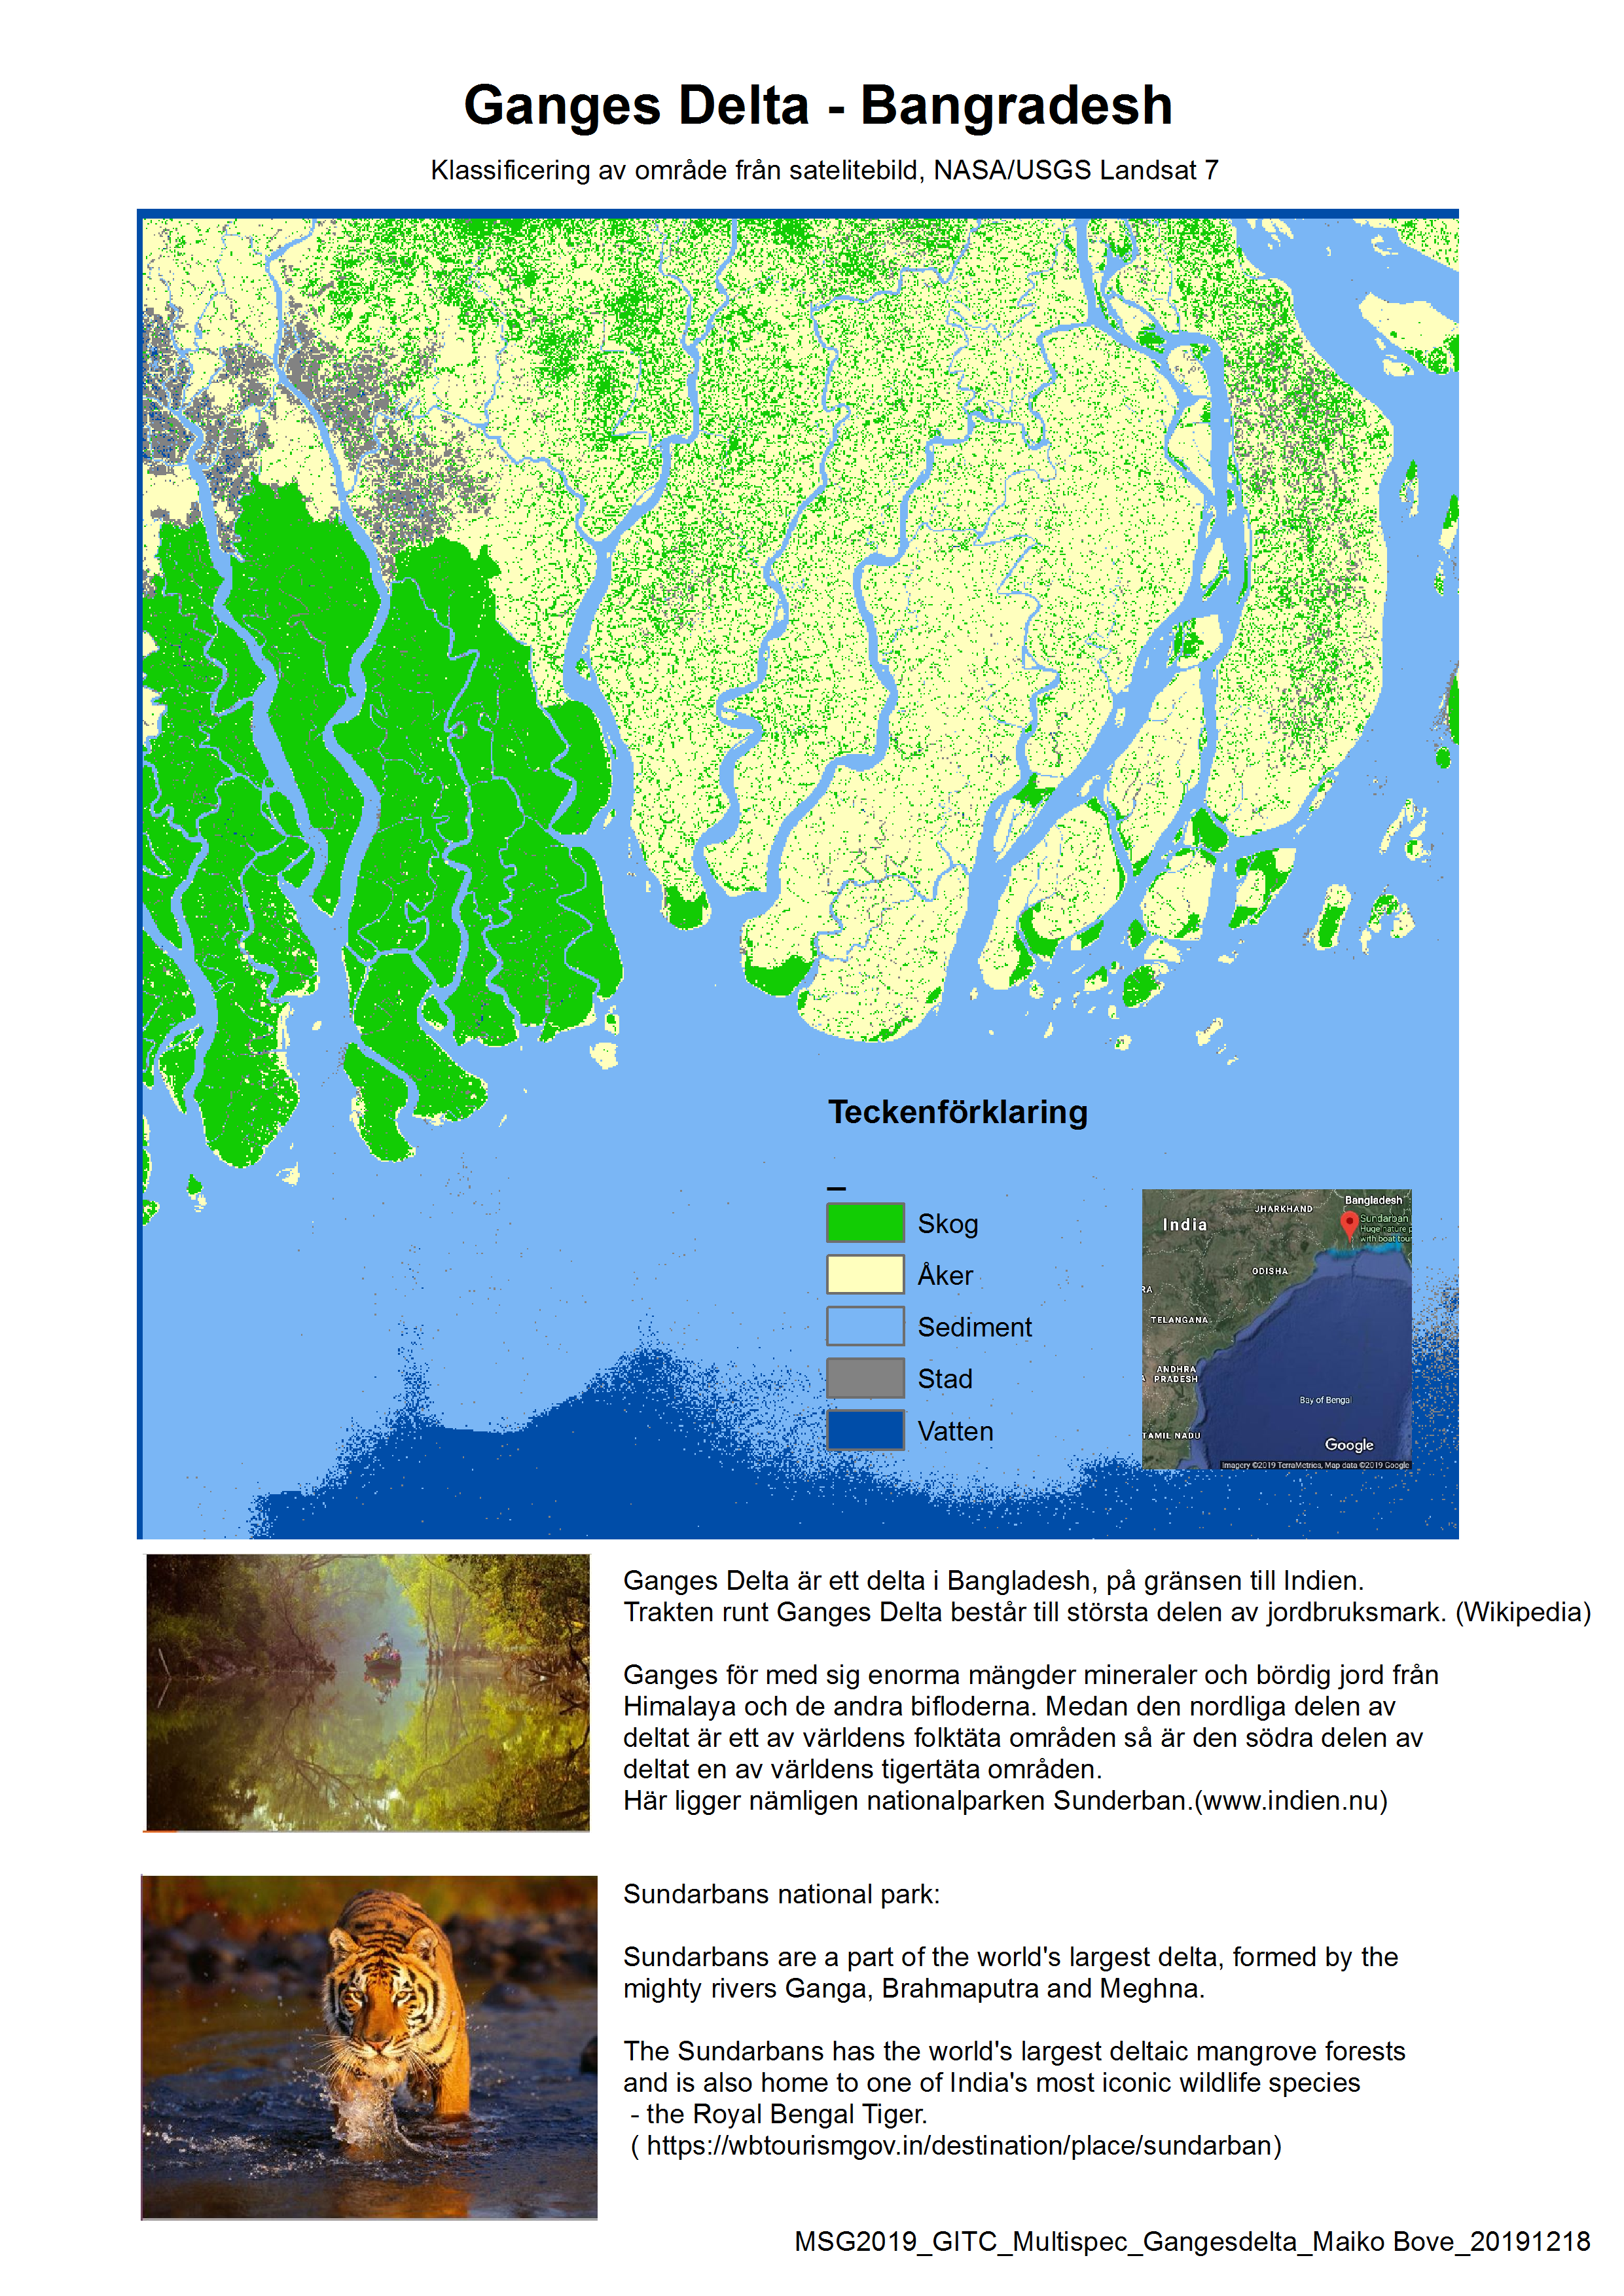 Ganges Delta - Bangradesh
Klassificering av område från satelitebild, NASA/USGS Landsat 7
Teckenförklaring
Skog
Åker
Sediment
Stad
Vatten
Bangladesh
JHARKHAND
India
Sundarban
Huge nature p
with boat tour
ODISHA
RA
TELANGANA
ANDHRA
PRADESH
Bay of Bengal
TAMIL NADU
Google
Imagery ©2019 TerraMetrics, Map data ©2019 Google
Ganges Delta är ett delta i Bangladesh, på gränsen till Indien.
Trakten runt Ganges Delta består till största delen av jordbruksmark. (Wikipedia)
Ganges för med sig enorma mängder mineraler och bördig jord från
Himalaya och de andra bifloderna. Medan den nordliga delen av
deltat är ett av världens folktäta områden så är den södra delen av
deltat en av världens tigertäta områden.
Här ligger nämligen nationalparken Sunderban.(www.indien.nu)
Sundarbans national park:
Sundarbans are a part of the world's largest delta, formed by the
mighty rivers Ganga, Brahmaputra and Meghna.
The Sundarbans has the world's largest deltaic mangrove forests
and is also home to one of India's most iconic wildlife species
- the Royal Bengal Tiger.
( https://wbtourismgov.in/destination/place/sundarban)
MSG2019_GITC_Multispec_Gangesdelta_Maiko Bove_20191218